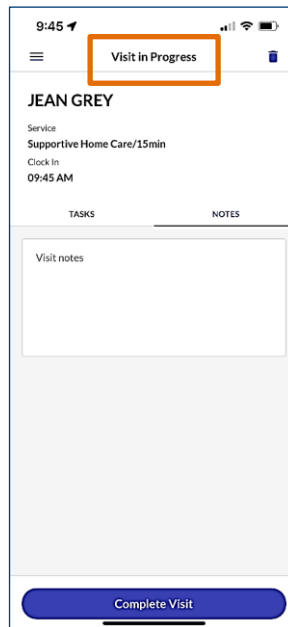 9:45
Visit in Progress
JEAN GREY
Service
Supportive Home Care/15min
Clock In
09:45 AM
TASKS NOTES
Visit notes
Complete Visit